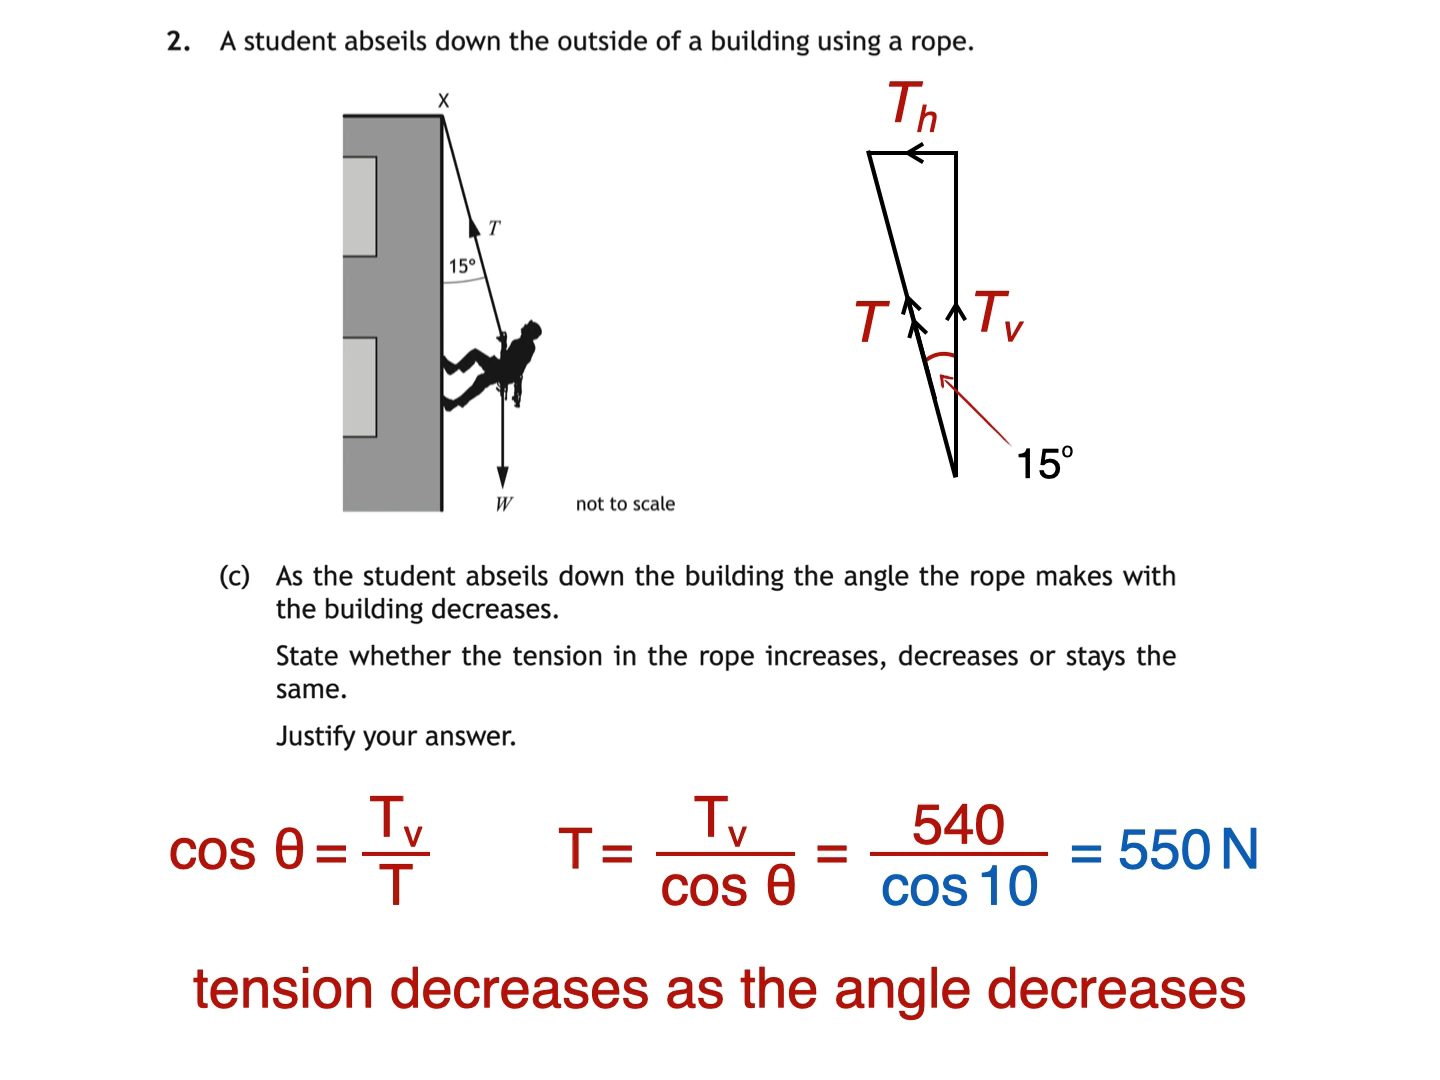 2. A student abseils down the outside of a building using a rope.
X
T
15°
W
not to scale
Th
T
Tv
15°
(c) As the student abseils down the building the angle the rope makes with
the building decreases.
State whether the tension in the rope increases, decreases or stays the
same.
Justify your answer.
cos θ = Tv / T
T = Tv / cos θ = 540 / cos 10 = 550 N
tension decreases as the angle decreases